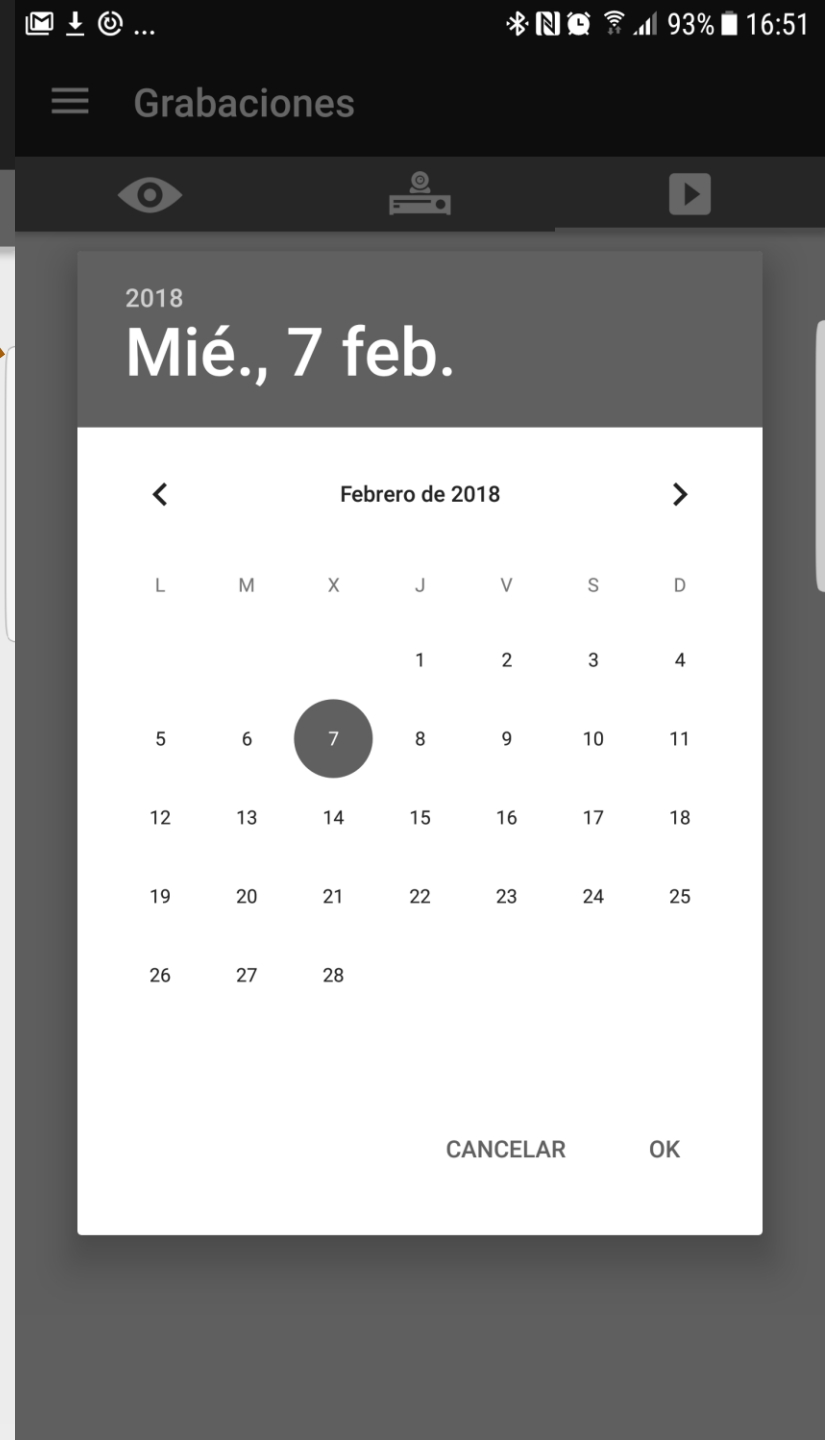 ... 93% 16:51
Grabaciones
2018
Mié., 7 feb.
Febrero de 2018
L M X J V S D
1 2 3 4
5 6 7 8 9 10 11
12 13 14 15 16 17 18
19 20 21 22 23 24 25
26 27 28
CANCELAR OK